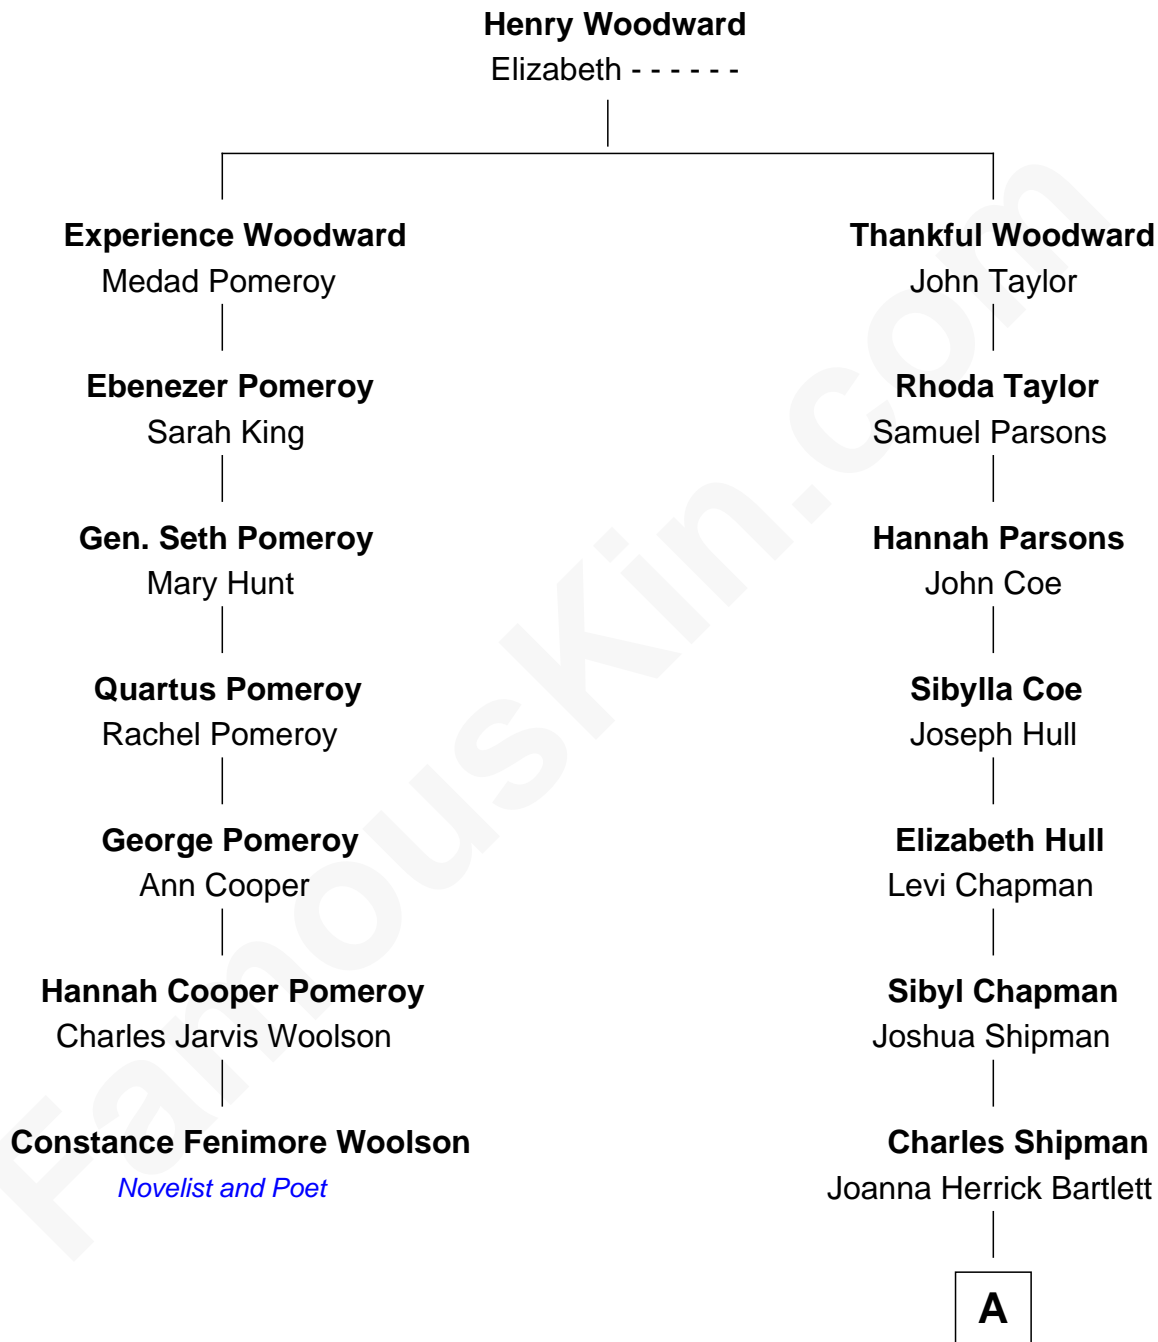 Henry Woodward
Elizabeth - - - - - -
Experience Woodward
Medad Pomeroy
Thankful Woodward
John Taylor
Ebenezer Pomeroy
Sarah King
Rhoda Taylor
Samuel Parsons
Gen. Seth Pomeroy
Mary Hunt
Hannah Parsons
John Coe
Quartus Pomeroy
Rachel Pomeroy
Sibylla Coe
Joseph Hull
George Pomeroy
Ann Cooper
Elizabeth Hull
Levi Chapman
Hannah Cooper Pomeroy
Charles Jarvis Woolson
Sibyl Chapman
Joshua Shipman
Constance Fenimore Woolson
Novelist and Poet
Charles Shipman
Joanna Herrick Bartlett
A
FamousKin.com